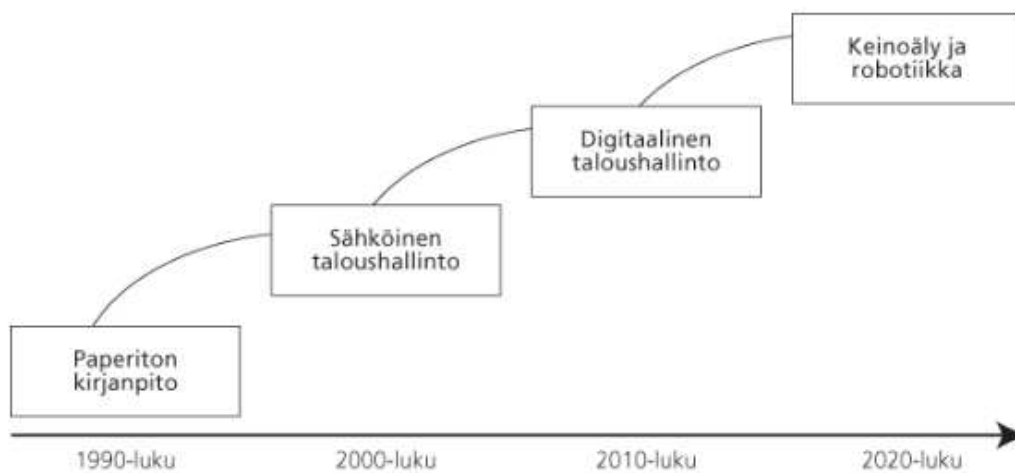 Keinoäly ja
robotiikka
Digitaalinen
taloushallinto
Sähköinen
taloushallinto
Paperiton
kirjanpito
1990-luku
2000-luku
2010-luku
2020-luku